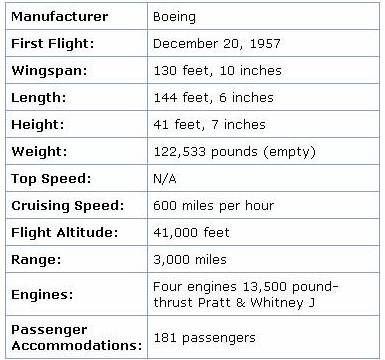 Manufacturer Boeing
First Flight: December 20, 1957
Wingspan: 130 feet, 10 inches
Length: 144 feet, 6 inches
Height: 41 feet, 7 inches
Weight: 122,533 pounds (empty)
Top Speed: N/A
Cruising Speed: 600 miles per hour
Flight Altitude: 41,000 feet
Range: 3,000 miles
Engines: Four engines 13,500 pound-
thrust Pratt & Whitney J
Passenger
Accommodations: 181 passengers